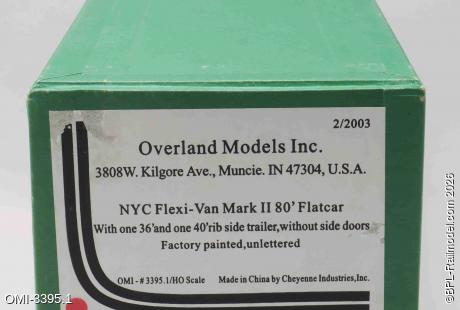 2/2003
Overland Models Inc.
3808W. Kilgore Ave., Muncie. IN 47304, U.S.A.
NYC Flexi-Van Mark II 80' Flatcar
With one 36'and one 40'rib side trailer,without side doors
Factory painted,unlettered
OMI - # 3395.1/HO Scale Made in China by Cheyenne Industries,Inc.
OMI-3395.1
©BPL-Railmodel.com 2026